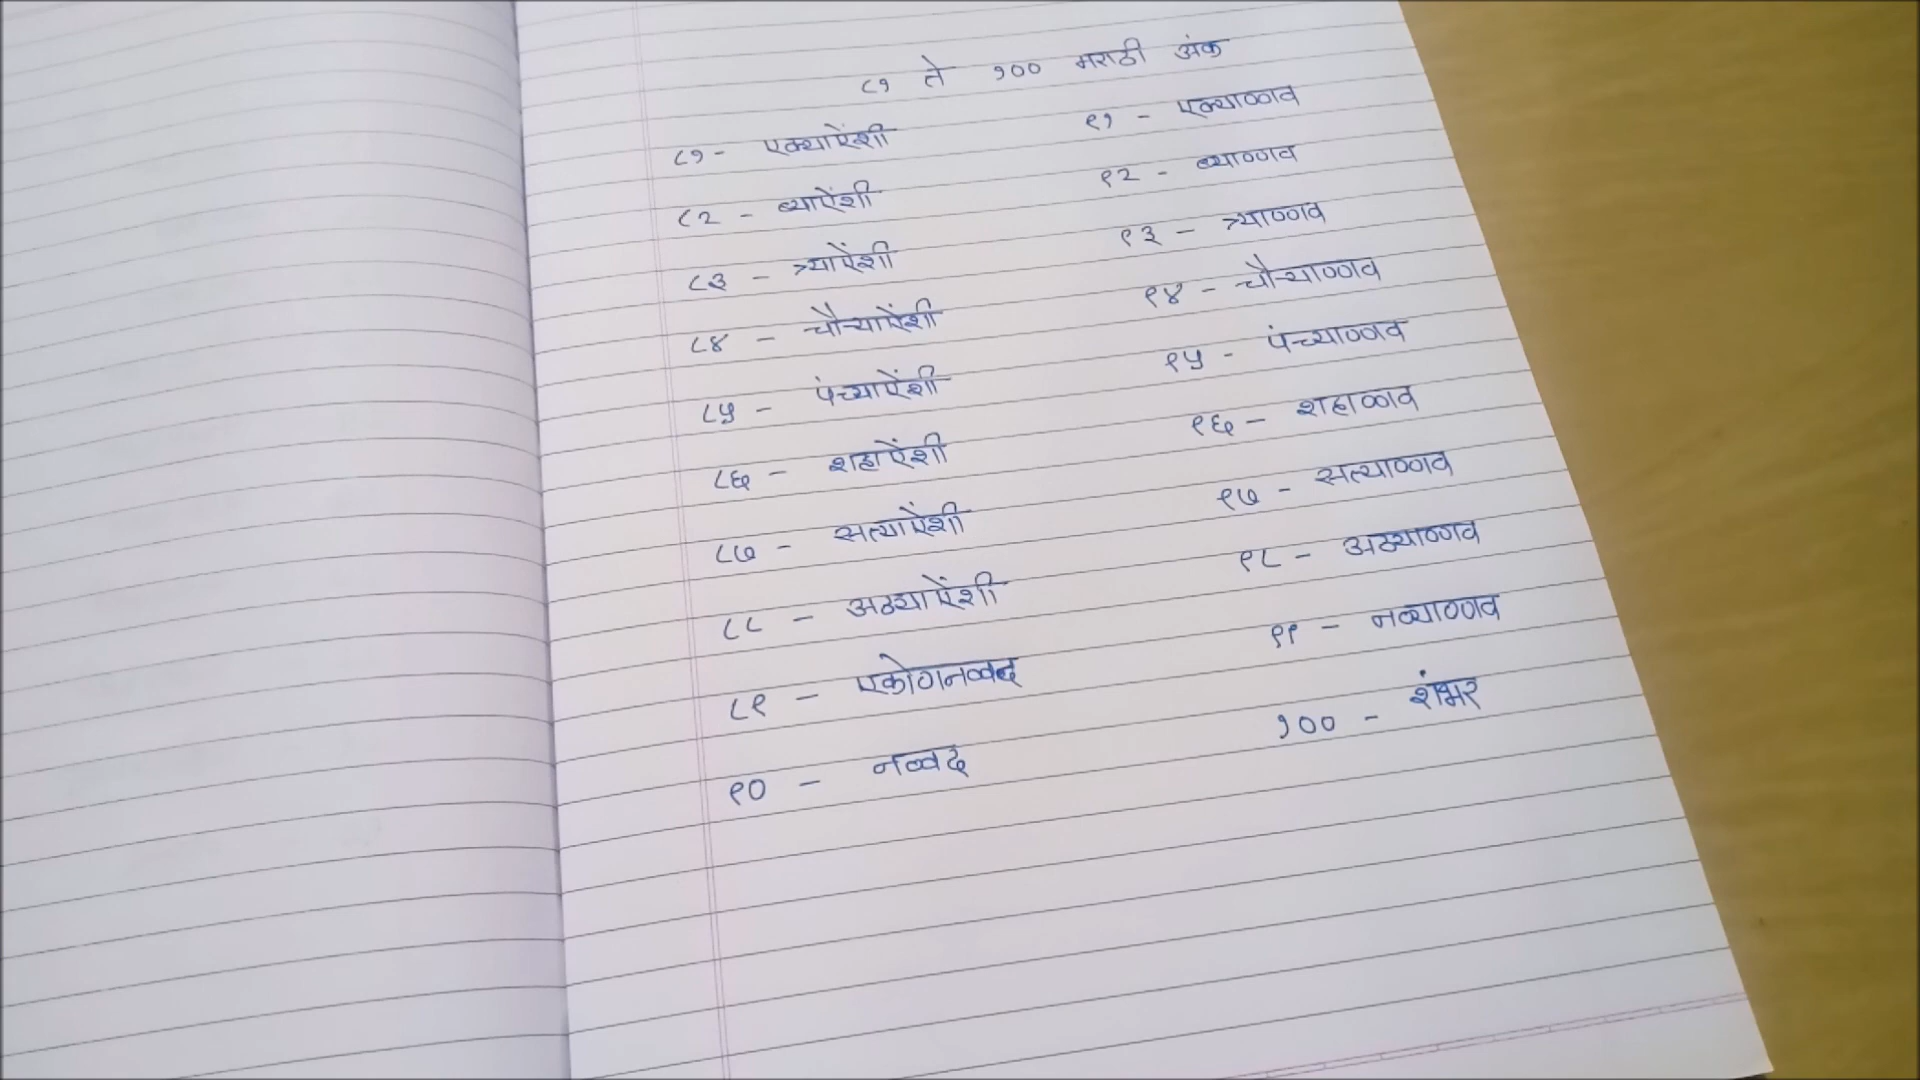 ८१ ते १०० मराठी अंक
८१ - एक्याऐंशी
८२ - ब्याऐंशी
८३ - त्र्याऐंशी
८४ - चौऱ्याऐंशी
८५ - पंच्याऐंशी
८६ - शहाऐंशी
८७ - सत्याऐंशी
८८ - अठ्याऐंशी
८९ - एकोणनव्वद
९० - नव्वद
९१ - एक्याण्णव
९२ - ब्याण्णव
९३ - त्र्याण्णव
९४ - चौऱ्याण्णव
९५ - पंच्याण्णव
९६ - शहाण्णव
९७ - सत्याण्णव
९८ - अठ्याण्णव
९९ - नव्याण्णव
१०० - शंभर